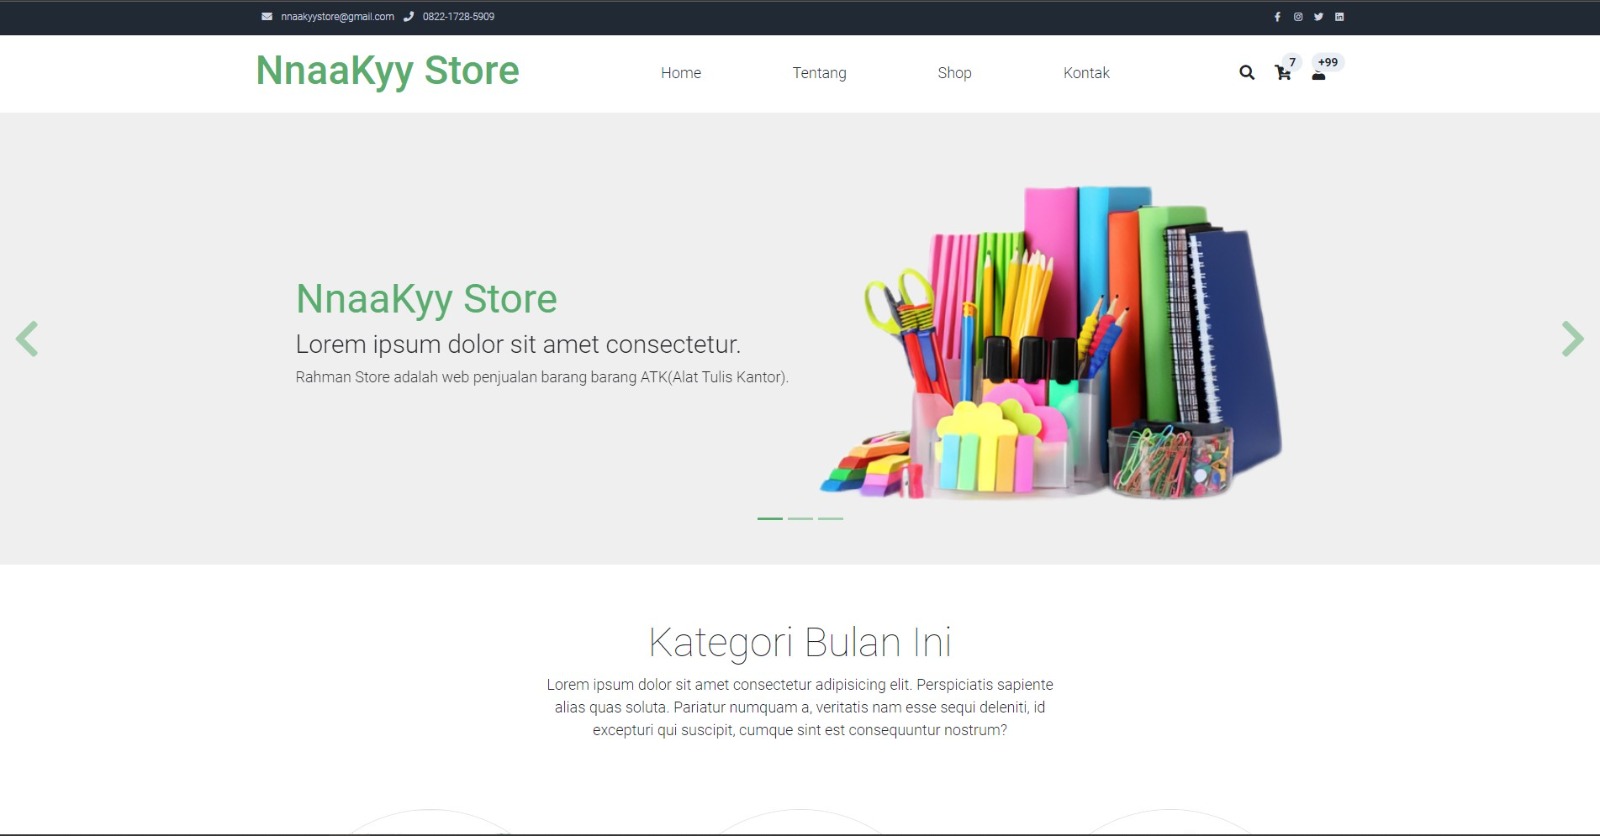 nnaakyystore@gmail.com 0822-1728-5909
NnaaKyy Store
Home Tentang Shop Kontak
7 +99
NnaaKyy Store
Lorem ipsum dolor sit amet consectetur.
Rahman Store adalah web penjualan barang barang ATK(Alat Tulis Kantor).
Kategori Bulan Ini
Lorem ipsum dolor sit amet consectetur adipisicing elit. Perspiciatis sapiente
alias quas soluta. Pariatur numquam a, veritatis nam esse sequi deleniti, id
excepturi qui suscipit, cumque sint est consequuntur nostrum?